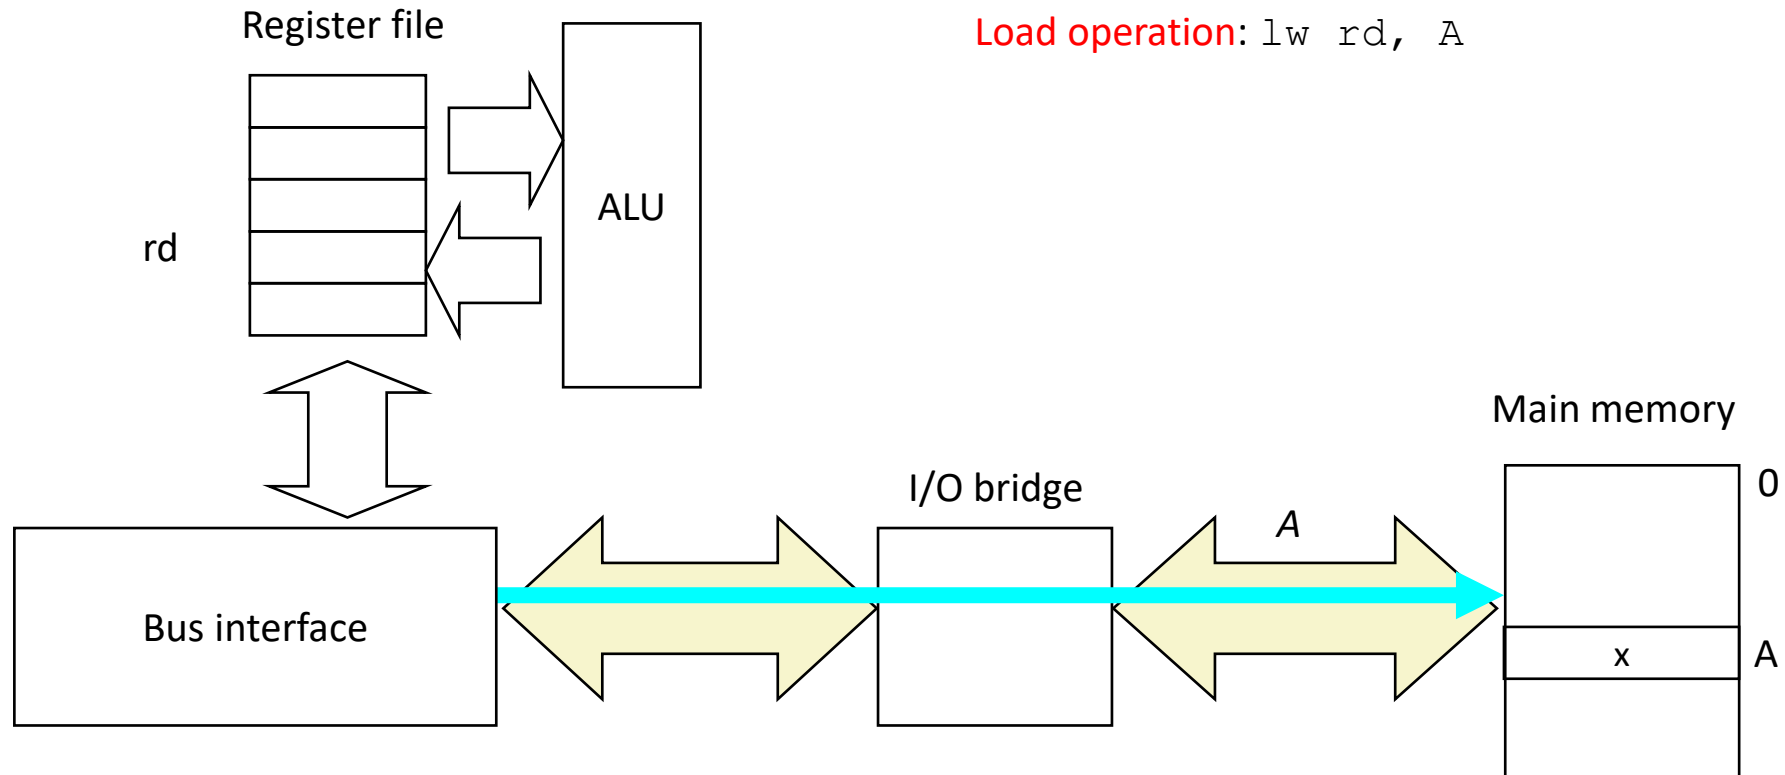 Register file
Load operation: lw rd, A
ALU
rd
Main memory
I/O bridge
0
A
Bus interface
x
A